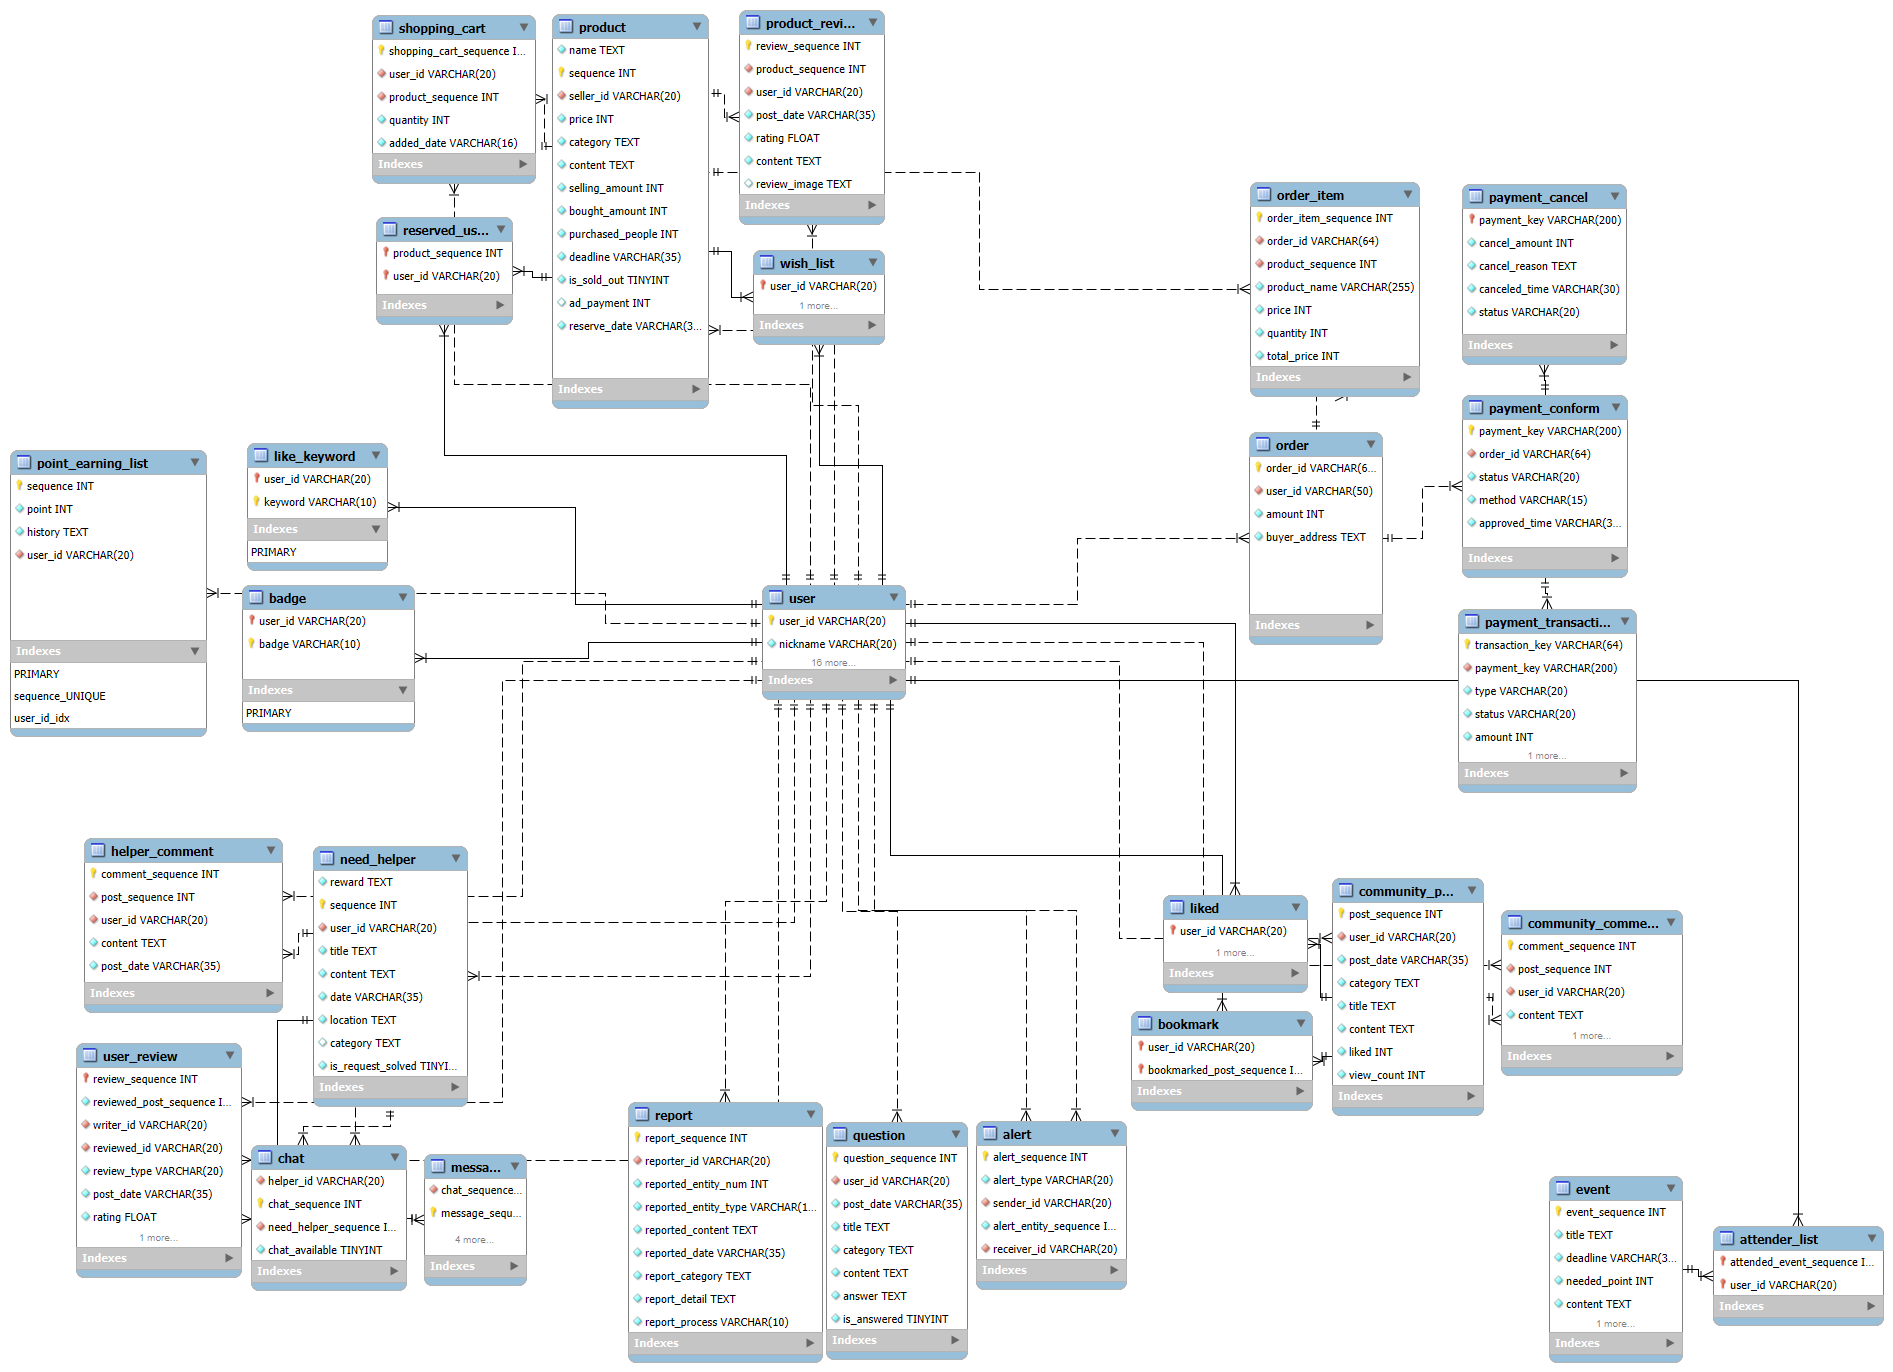 shopping_cart
shopping_cart_sequence I...
user_id VARCHAR(20)
product_sequence INT
quantity INT
added_date VARCHAR(16)
Indexes
product
name TEXT
sequence INT
seller_id VARCHAR(20)
price INT
category TEXT
content TEXT
selling_amount INT
bought_amount INT
purchased_people INT
deadline VARCHAR(35)
is_sold_out TINYINT
ad_payment INT
reserve_date VARCHAR(3...
Indexes
product_revi...
review_sequence INT
product_sequence INT
user_id VARCHAR(20)
post_date VARCHAR(35)
rating FLOAT
content TEXT
review_image TEXT
Indexes
reserved_us...
product_sequence INT
user_id VARCHAR(20)
Indexes
wish_list
user_id VARCHAR(20)
1 more...
Indexes
order_item
order_item_sequence INT
order_id VARCHAR(64)
product_sequence INT
product_name VARCHAR(255)
price INT
quantity INT
total_price INT
Indexes
payment_cancel
payment_key VARCHAR(200)
cancel_amount INT
cancel_reason TEXT
canceled_time VARCHAR(30)
status VARCHAR(20)
Indexes
payment_conform
payment_key VARCHAR(200)
order_id VARCHAR(64)
status VARCHAR(20)
method VARCHAR(15)
approved_time VARCHAR(3...
Indexes
order
order_id VARCHAR(6...
user_id VARCHAR(50)
amount INT
buyer_address TEXT
Indexes
point_earning_list
sequence INT
point INT
history TEXT
user_id VARCHAR(20)
Indexes
PRIMARY
sequence_UNIQUE
user_id_idx
like_keyword
user_id VARCHAR(20)
keyword VARCHAR(10)
Indexes
PRIMARY
badge
user_id VARCHAR(20)
badge VARCHAR(10)
Indexes
PRIMARY
user
user_id VARCHAR(20)
nickname VARCHAR(20)
16 more...
Indexes
payment_transacti...
transaction_key VARCHAR(64)
payment_key VARCHAR(200)
type VARCHAR(20)
status VARCHAR(20)
amount INT
1 more...
Indexes
helper_comment
comment_sequence INT
post_sequence INT
user_id VARCHAR(20)
content TEXT
post_date VARCHAR(35)
Indexes
need_helper
reward TEXT
sequence INT
user_id VARCHAR(20)
title TEXT
content TEXT
date VARCHAR(35)
location TEXT
category TEXT
is_request_solved TINYI...
Indexes
user_review
review_sequence INT
reviewed_post_sequence I...
writer_id VARCHAR(20)
reviewed_id VARCHAR(20)
review_type VARCHAR(20)
post_date VARCHAR(35)
rating FLOAT
1 more...
Indexes
chat
helper_id VARCHAR(20)
chat_sequence INT
need_helper_sequence I...
chat_available TINYINT
Indexes
messa...
chat_sequence...
message_sequ...
4 more...
Indexes
report
report_sequence INT
reporter_id VARCHAR(20)
reported_entity_num INT
reported_entity_type VARCHAR(1...
reported_content TEXT
reported_date VARCHAR(35)
report_category TEXT
report_detail TEXT
report_process VARCHAR(10)
Indexes
question
question_sequence INT
user_id VARCHAR(20)
post_date VARCHAR(35)
title TEXT
category TEXT
content TEXT
answer TEXT
is_answered TINYINT
Indexes
alert
alert_sequence INT
alert_type VARCHAR(20)
sender_id VARCHAR(20)
alert_entity_sequence I...
receiver_id VARCHAR(20)
Indexes
liked
user_id VARCHAR(20)
1 more...
Indexes
bookmark
user_id VARCHAR(20)
bookmarked_post_sequence I...
Indexes
community_p...
post_sequence INT
user_id VARCHAR(20)
post_date VARCHAR(35)
category TEXT
title TEXT
content TEXT
liked INT
view_count INT
Indexes
community_comme...
comment_sequence INT
post_sequence INT
user_id VARCHAR(20)
content TEXT
1 more...
Indexes
event
event_sequence INT
title TEXT
deadline VARCHAR(3...
needed_point INT
content TEXT
1 more...
Indexes
attender_list
attended_event_sequence I...
user_id VARCHAR(20)
Indexes